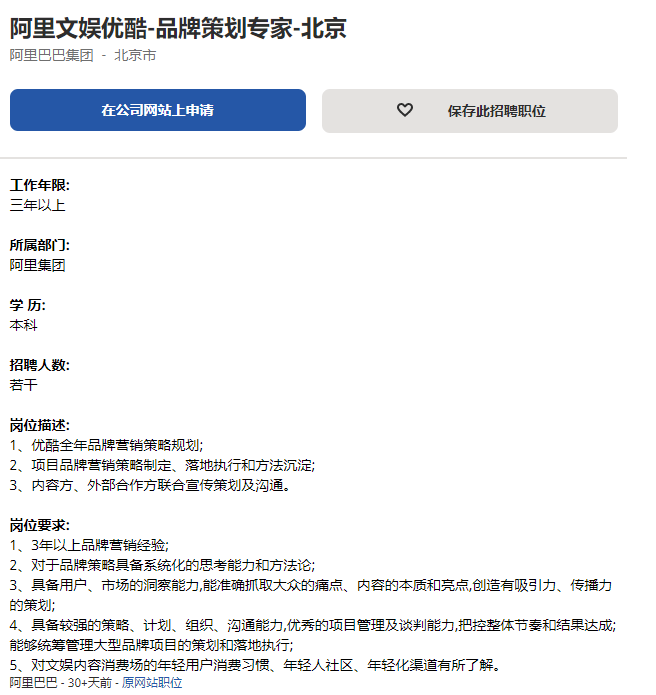 阿里文娱优酷-品牌策划专家-北京
阿里巴巴集团 - 北京市
在公司网站上申请
保存此招聘职位
工作年限:
三年以上
所属部门:
阿里集团
学 历:
本科
招聘人数:
若干
岗位描述:
1、优酷全年品牌营销策略规划;
2、项目品牌营销策略制定、落地执行和方法沉淀;
3、内容方、外部合作方联合宣传策划及沟通。
岗位要求:
1、3年以上品牌营销经验;
2、对于品牌策略具备系统化的思考能力和方法论;
3、具备用户、市场的洞察能力,能准确抓取大众的痛点、内容的本质和亮点,创造有吸引力、传播力
的策划;
4、具备较强的策略、计划、组织、沟通能力,优秀的项目管理及谈判能力,把控整体节奏和结果达成;
能够统筹管理大型品牌项目的策划和落地执行;
5、对文娱内容消费场的年轻用户消费习惯、年轻人社区、年轻化渠道有所了解。
阿里巴巴 - 30+天前 - 原网站职位